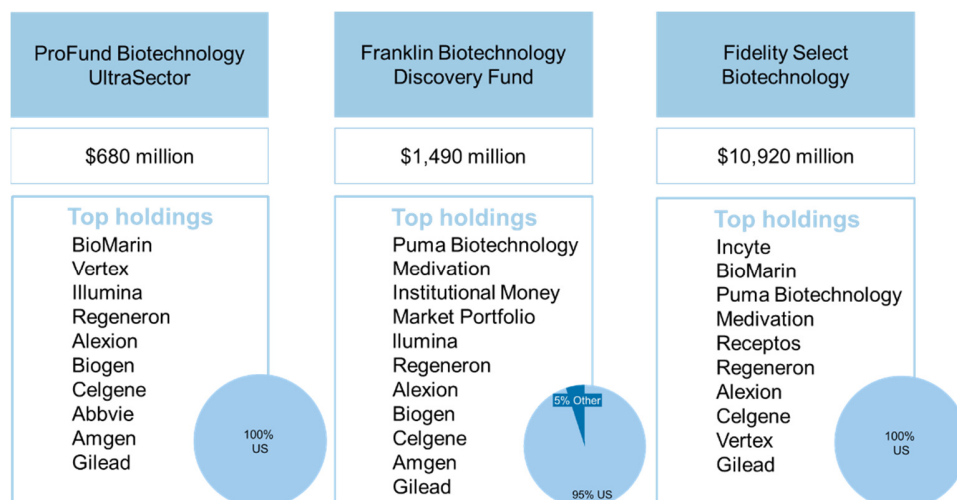 ProFund Biotechnology
UltraSector
$680 million
Top holdings
BioMarin
Vertex
Illumina
Regeneron
Alexion
Biogen
Celgene
Abbvie
Amgen
Gilead
100%
US
Franklin Biotechnology
Discovery Fund
$1,490 million
Top holdings
Puma Biotechnology
Medivation
Institutional Money
Market Portfolio
Ilumina
Regeneron
Alexion
Biogen
Celgene
Amgen
Gilead
5% Other
95% US
Fidelity Select
Biotechnology
$10,920 million
Top holdings
Incyte
BioMarin
Puma Biotechnology
Medivation
Receptos
Regeneron
Alexion
Celgene
Vertex
Gilead
100%
US